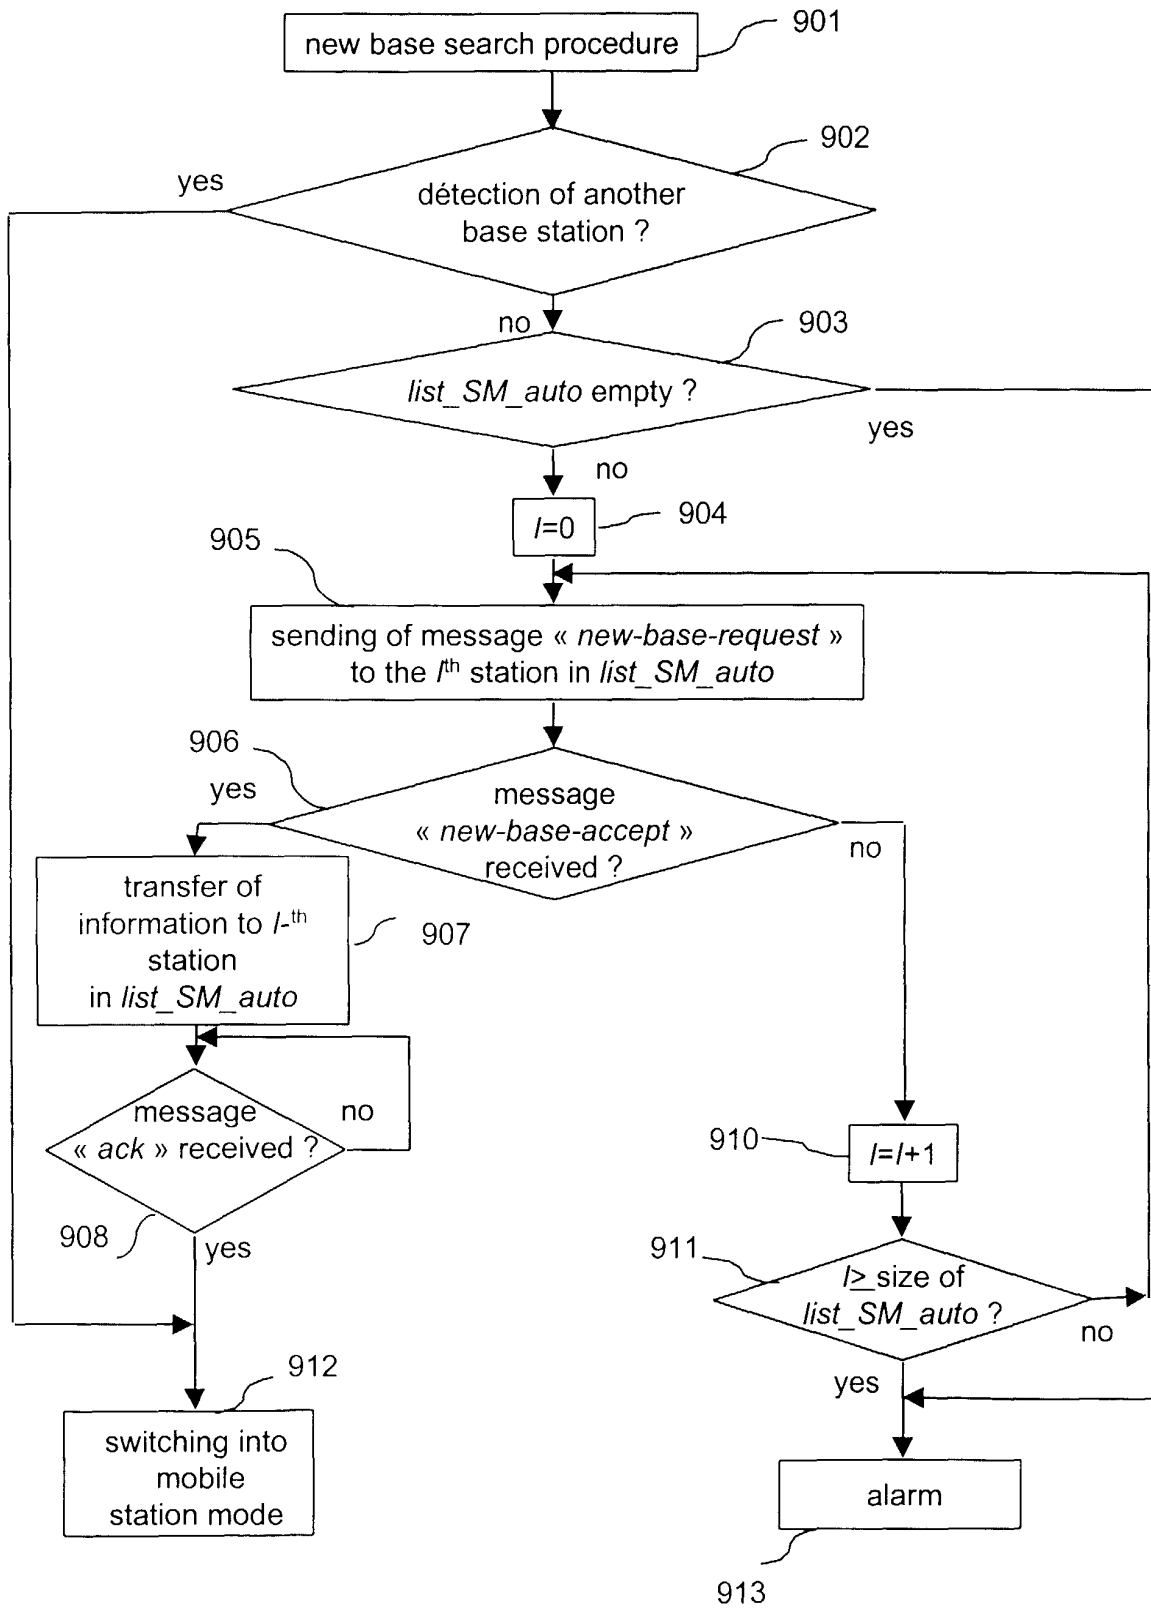 901
new base search procedure
902
yes
détection of another
base station ?
no
903
list_SM_auto empty ?
yes
no
904
l=0
905
sending of message « new-base-request »
to the lth station in list_SM_auto
906
yes
message
« new-base-accept »
received ?
no
transfer of
information to l-th
station
in list_SM_auto
907
message
« ack » received ?
no
908
yes
910
l=l+1
911
l≥ size of
list_SM_auto ?
no
yes
912
switching into
mobile
station mode
alarm
913